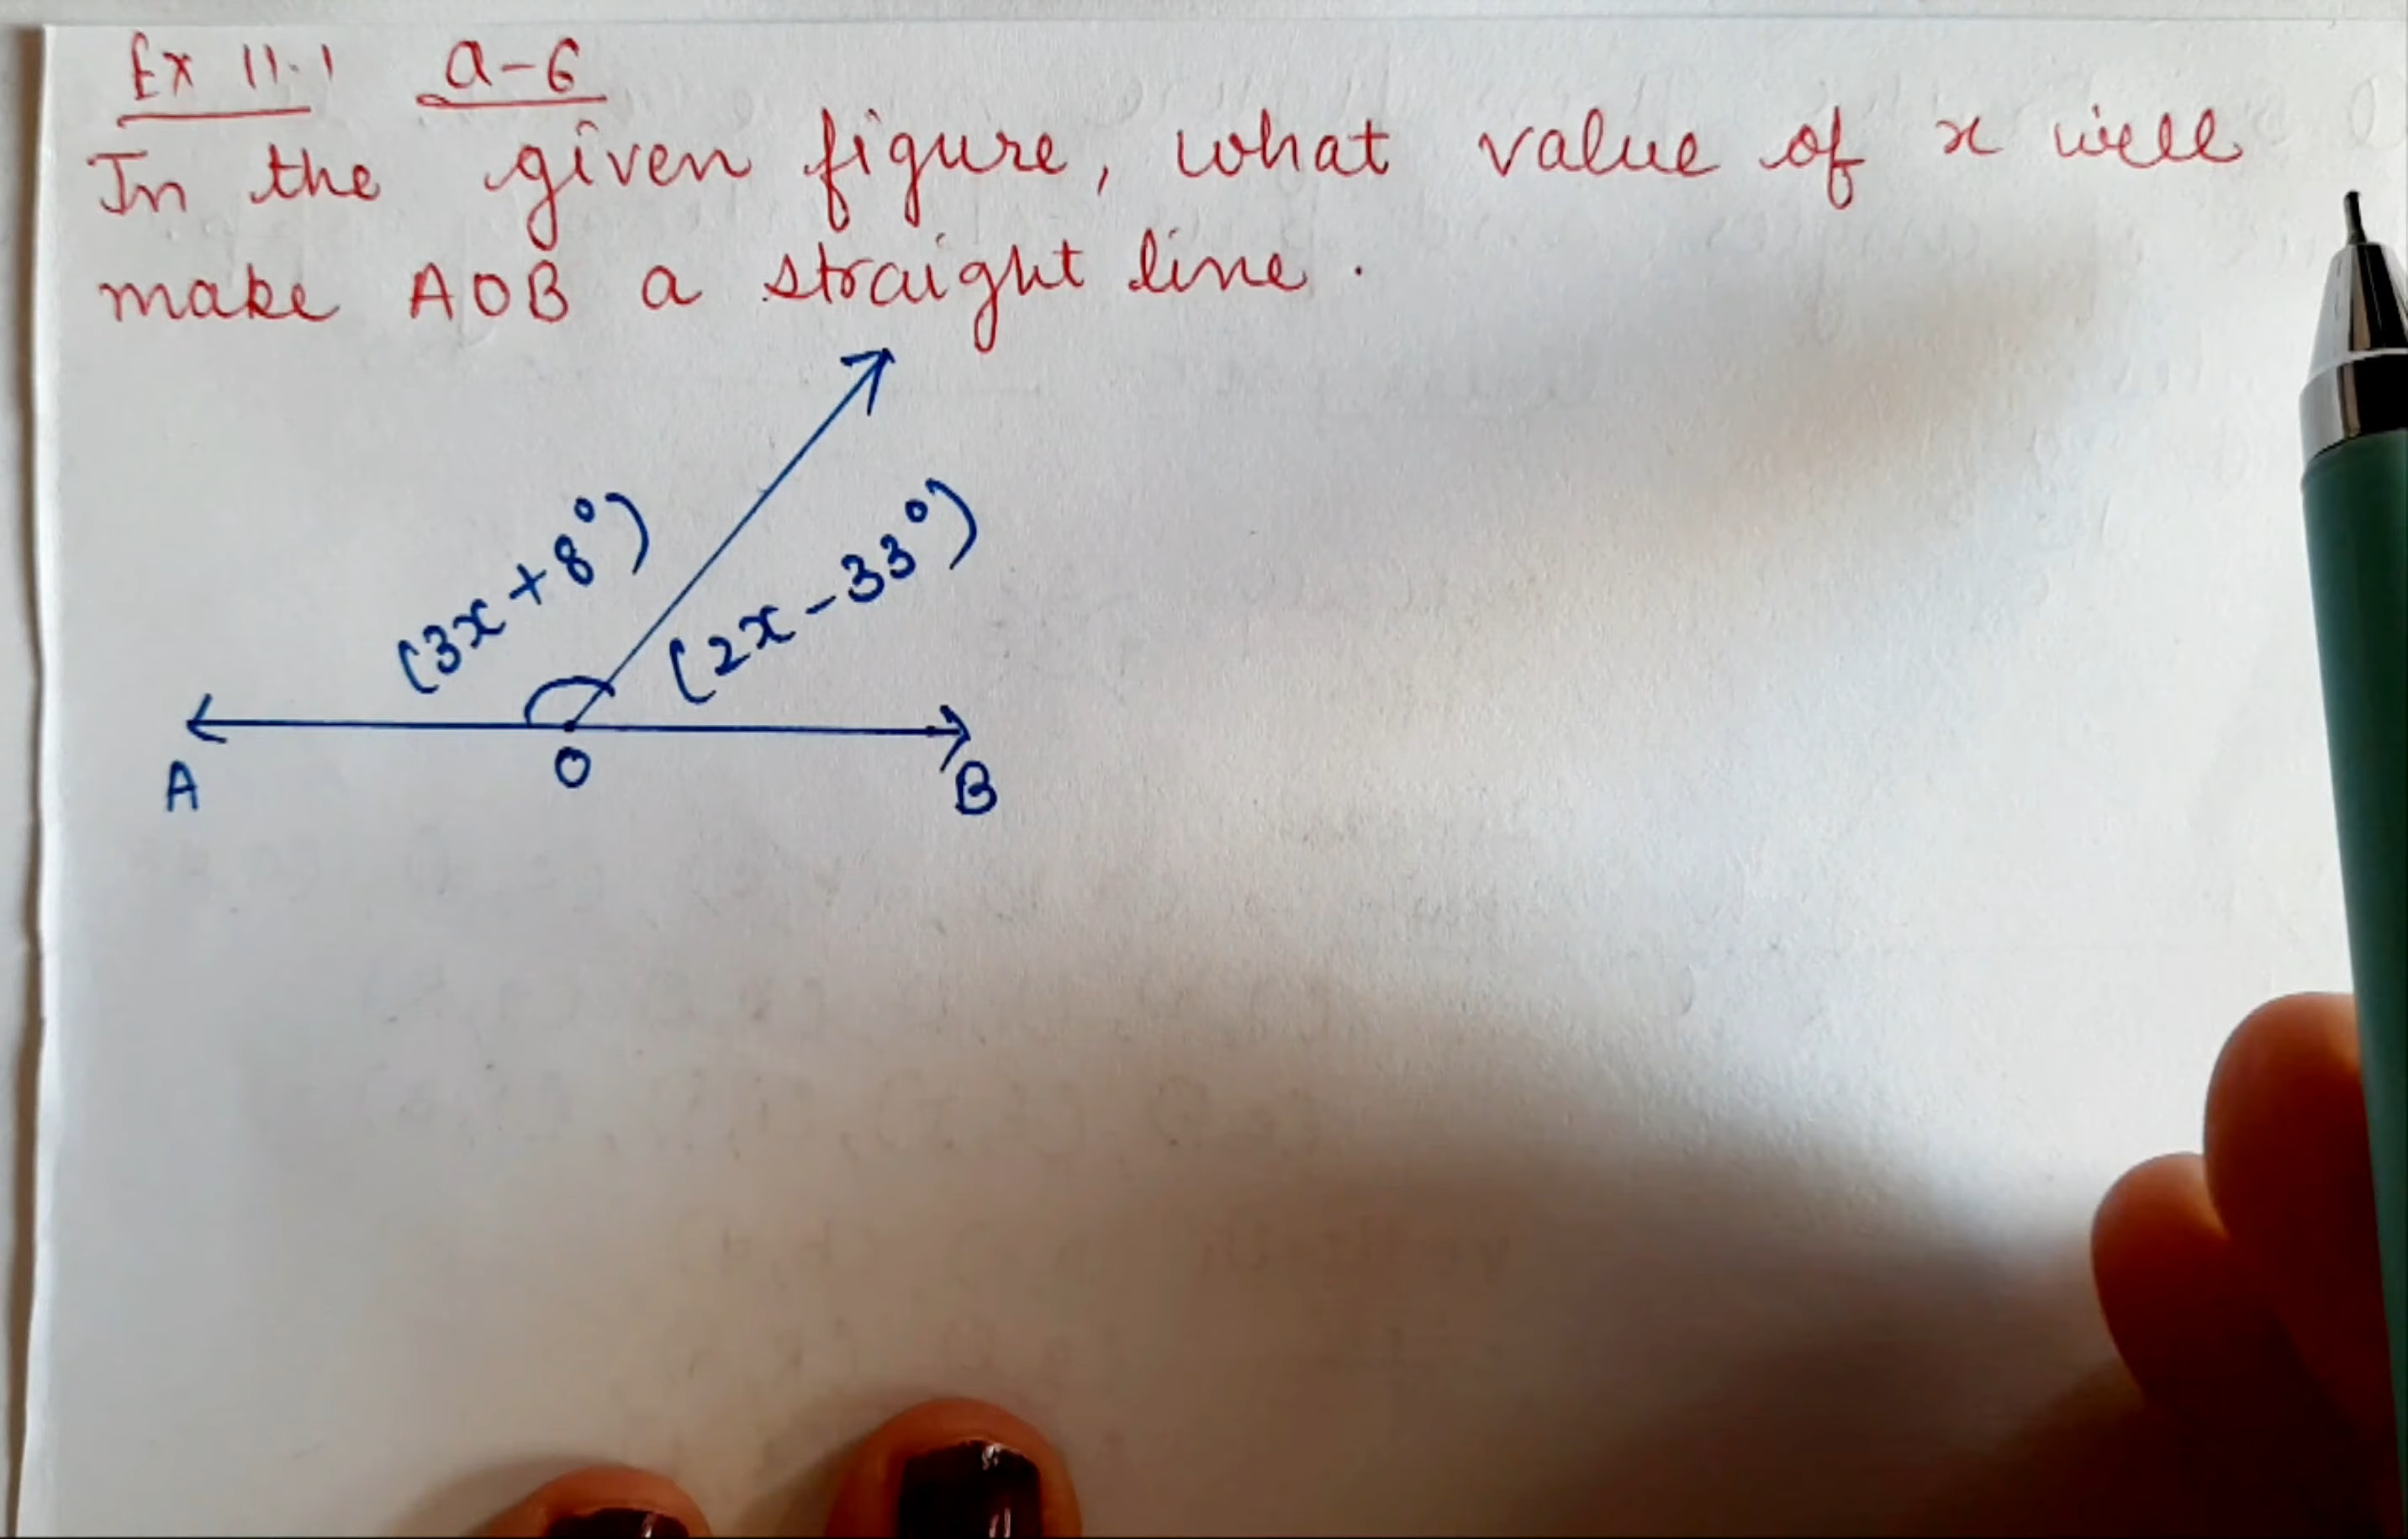 Ex 11.1 Q-6
In the given figure, what value of x will
make AOB a straight line.
(3x+8°)
(2x-33°)
A
O
B